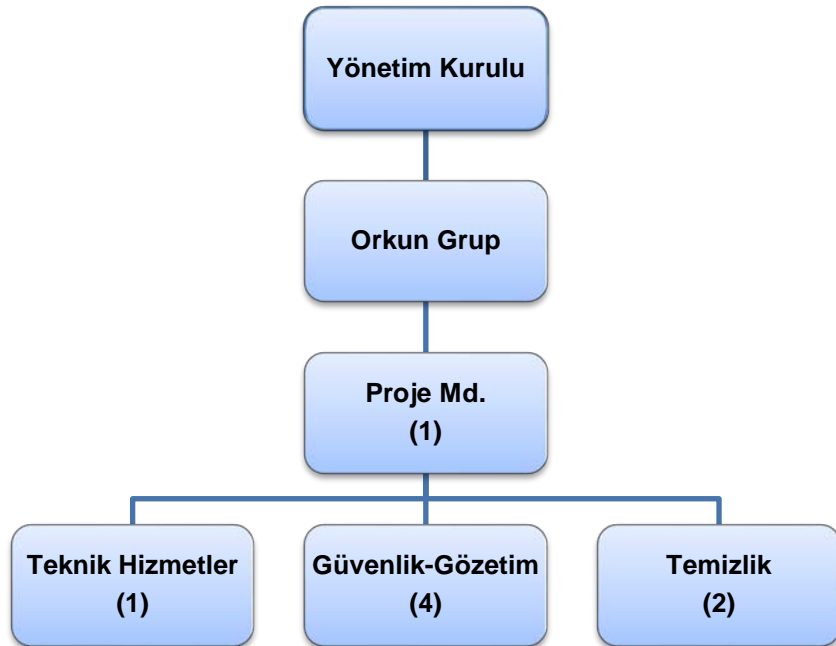 Yönetim Kurulu
Orkun Grup
Proje Md.
(1)
Teknik Hizmetler
(1)
Güvenlik-Gözetim
(4)
Temizlik
(2)